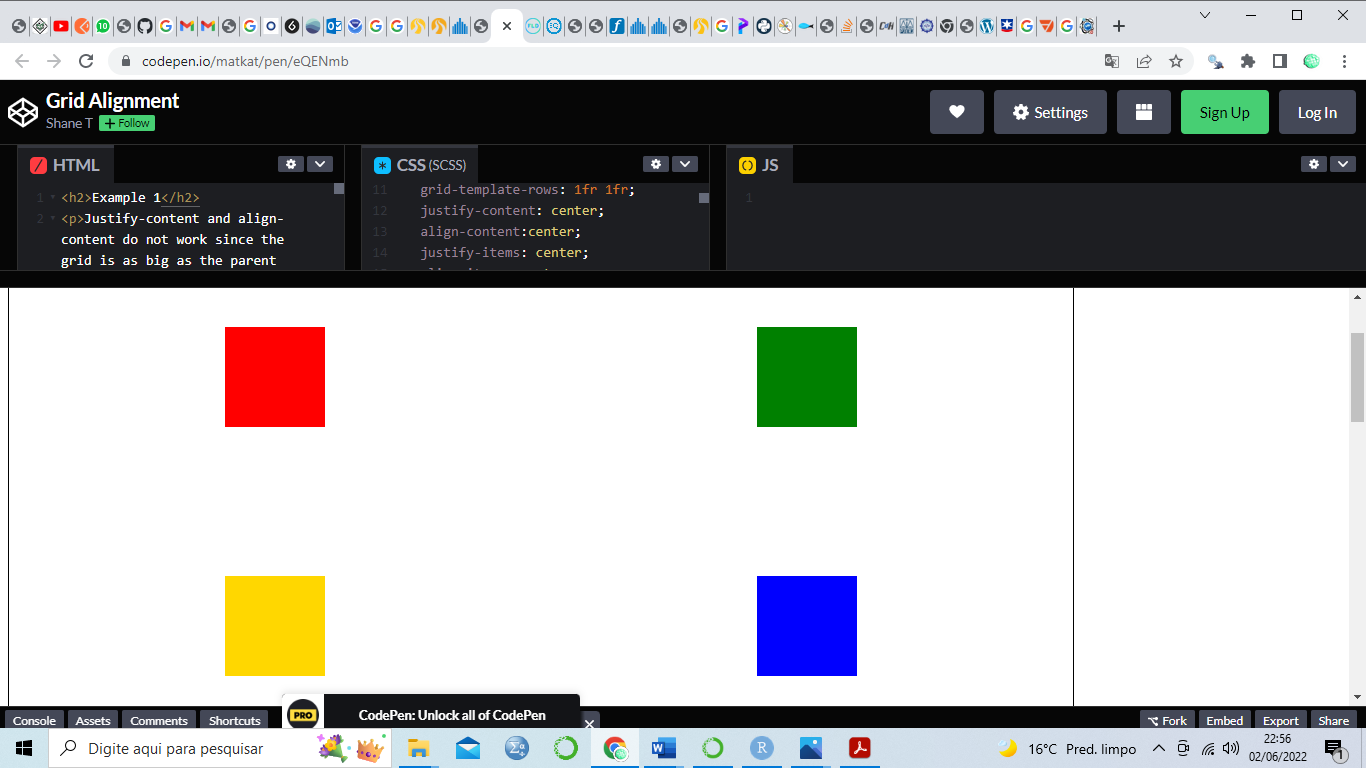 codepen.io/matkat/pen/eQENmb
Grid Alignment
Shane T + Follow
Settings
Sign Up
Log In
HTML
CSS (SCSS)
JS
1 <h2>Example 1</h2>
2 <p>Justify-content and align-
content do not work since the
grid is as big as the parent
11 grid-template-rows: 1fr 1fr;
12 justify-content: center;
13 align-content:center;
14 justify-items: center;
1
Console Assets Comments Shortcuts
PRO CodePen: Unlock all of CodePen
Fork Embed Export Share
Digite aqui para pesquisar
16°C Pred. limpo
22:56
02/06/2022
1